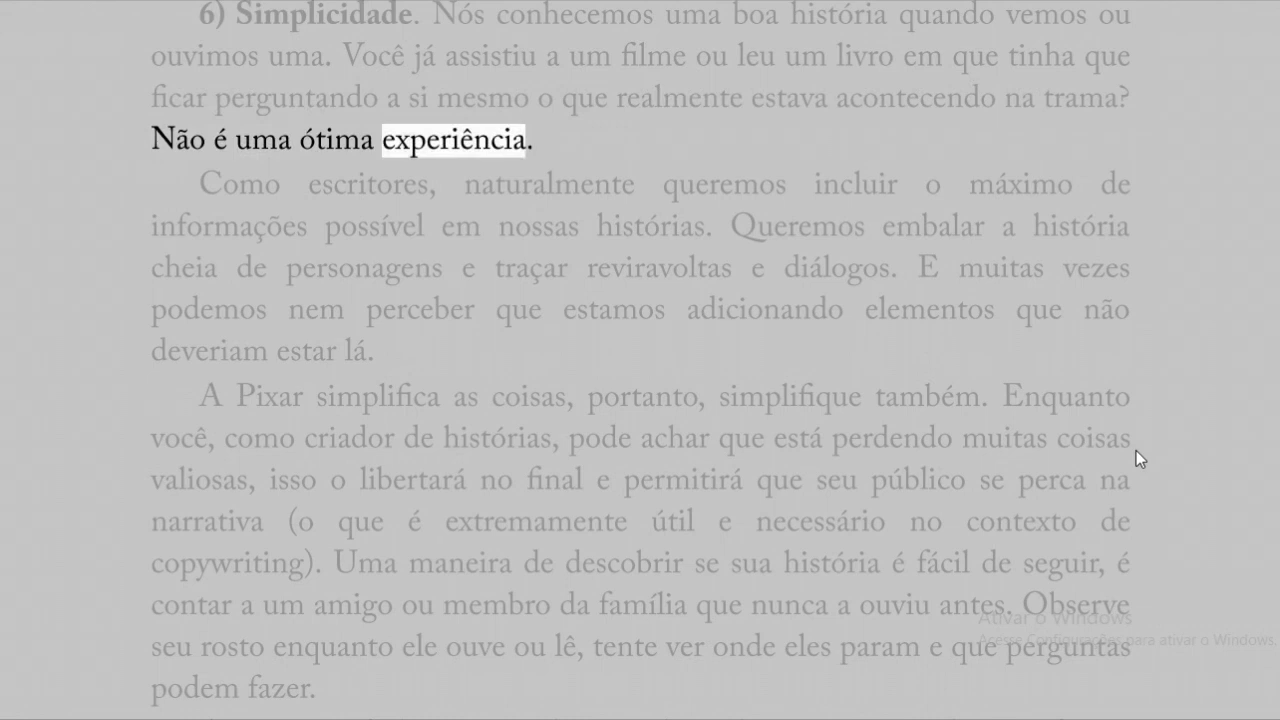 6) Simplicidade. Nós conhecemos uma boa história quando vemos ou
ouvimos uma. Você já assistiu a um filme ou leu um livro em que tinha que
ficar perguntando a si mesmo o que realmente estava acontecendo na trama?
Não é uma ótima experiência.
Como escritores, naturalmente queremos incluir o máximo de
informações possível em nossas histórias. Queremos embalar a história
cheia de personagens e traçar reviravoltas e diálogos. E muitas vezes
podemos nem perceber que estamos adicionando elementos que não
deveriam estar lá.
A Pixar simplifica as coisas, portanto, simplifique também. Enquanto
você, como criador de histórias, pode achar que está perdendo muitas coisas
valiosas, isso o libertará no final e permitirá que seu público se perca na
narrativa (o que é extremamente útil e necessário no contexto de
copywriting). Uma maneira de descobrir se sua história é fácil de seguir, é
contar a um amigo ou membro da família que nunca a ouviu antes. Observe
seu rosto enquanto ele ouve ou lê, tente ver onde eles param e que perguntas
podem fazer.
Ativar o Windows
Acesse Configurações para ativar o Windows.